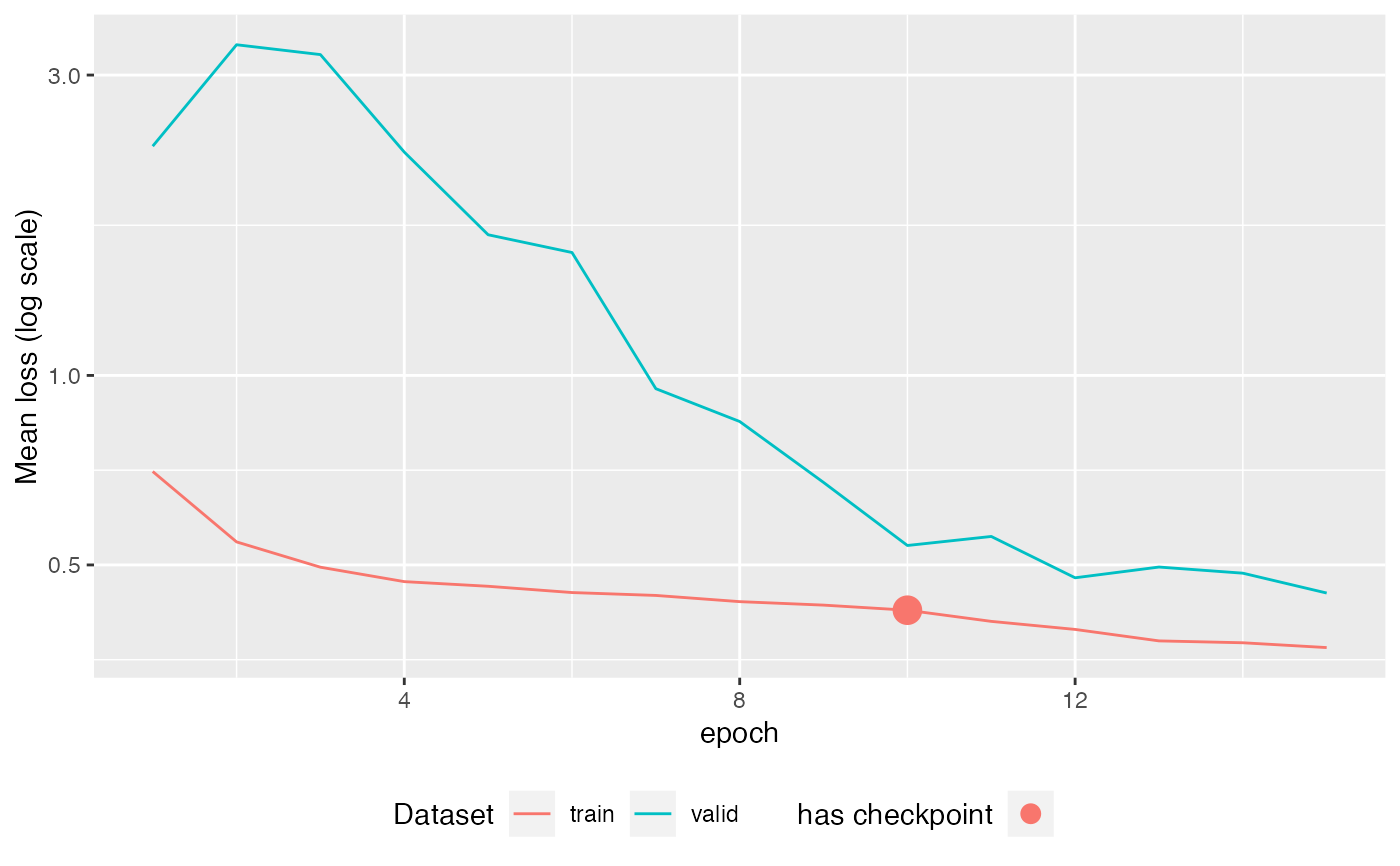 Mean loss (log scale)
3.0
1.0
0.5
4 8 12
epoch
Dataset train valid has checkpoint